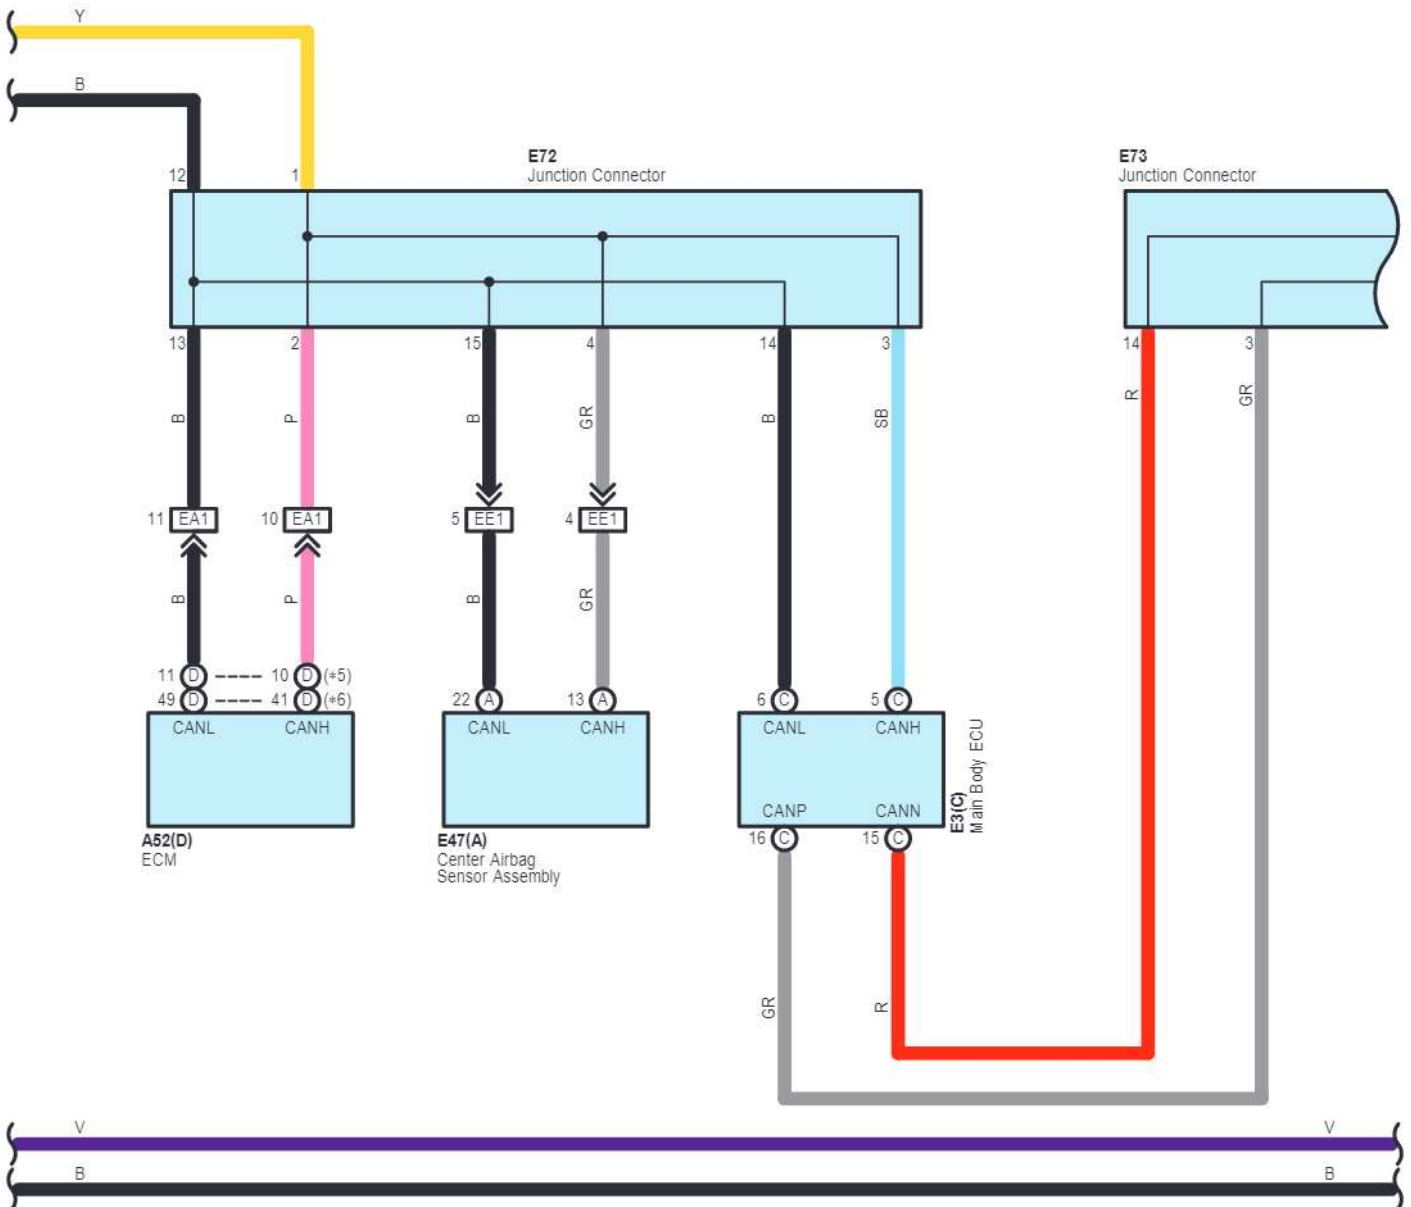 Y
B
E72
Junction Connector
E73
Junction Connector
12 1
13 2 15 4 14 3 14 3
B P B GR B SB R GR
11 EA1 10 EA1 5 EE1 4 EE1
B P B GR
11 D 10 D (*5)
49 D 41 D (*6) 22 A 13 A 6 C 5 C
CANL CANH CANL CANH CANL CANH
CANP CANN
E3(C)
Main Body ECU
16 C 15 C
A52(D)
ECM
E47(A)
Center Airbag
Sensor Assembly
GR R
V V
B B